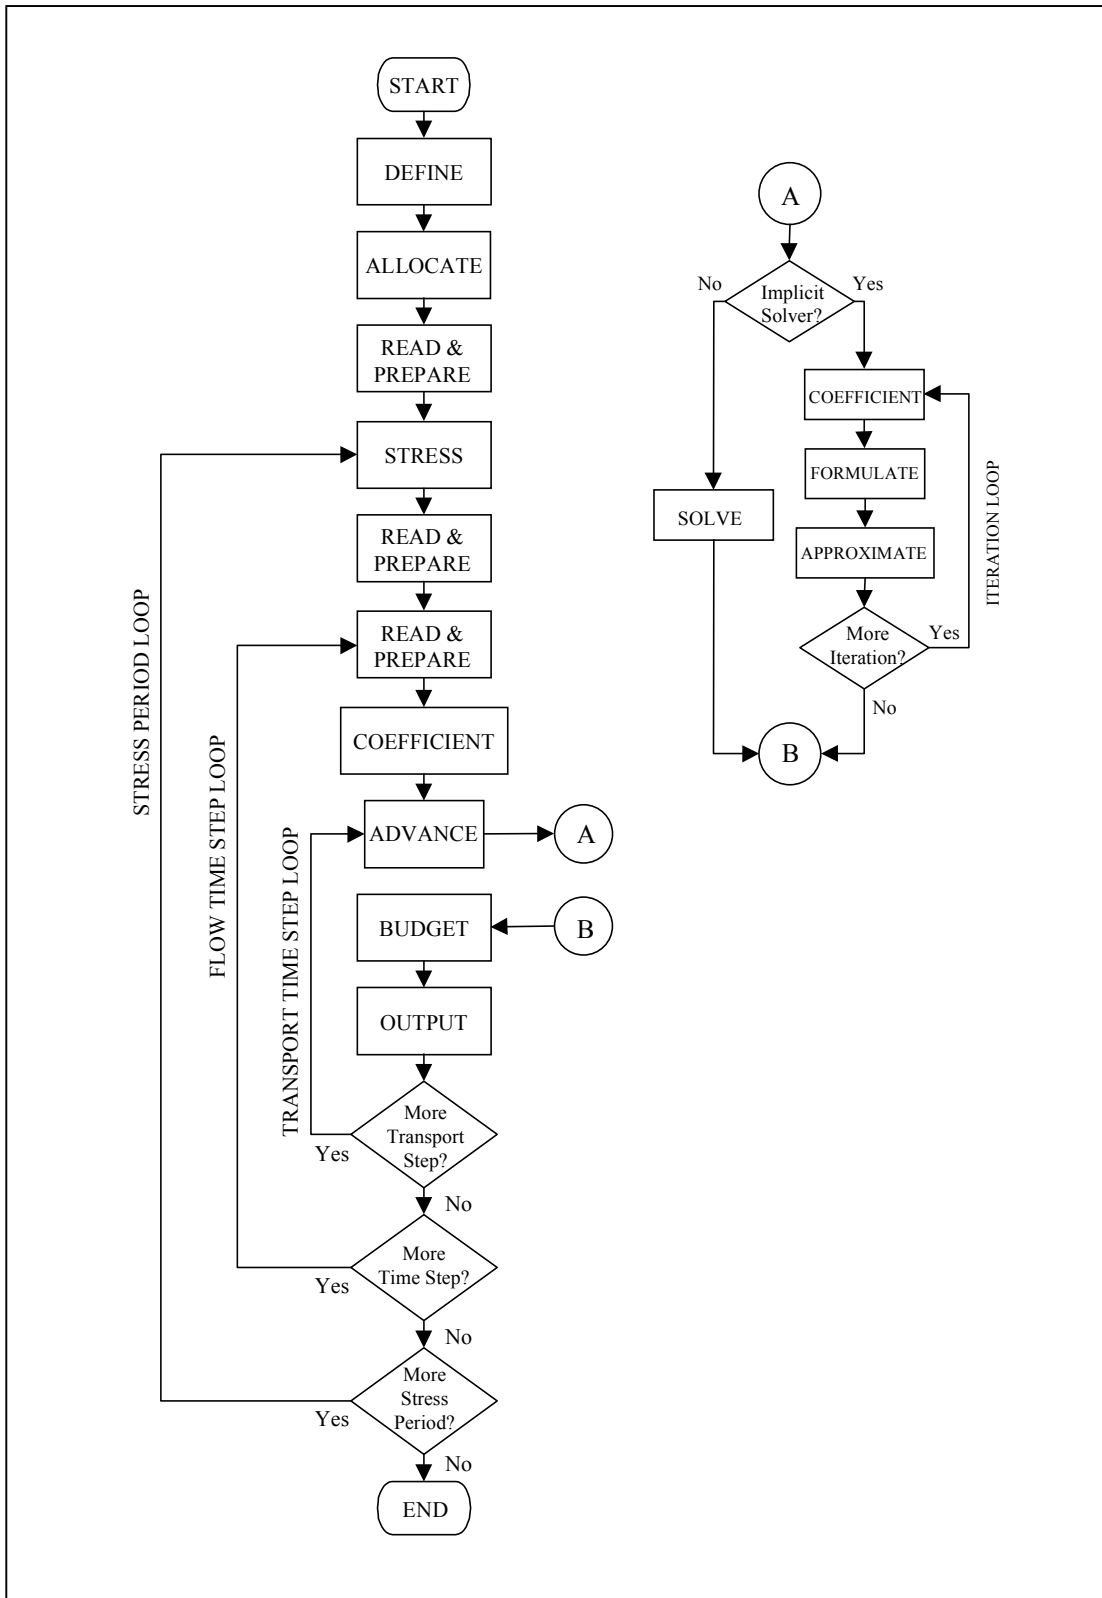 START
DEFINE
ALLOCATE
READ &
PREPARE
STRESS
READ &
PREPARE
READ &
PREPARE
COEFFICIENT
ADVANCE
A
BUDGET
B
OUTPUT
More
Transport
Step?
Yes
No
More
Time Step?
Yes
No
More
Stress
Period?
Yes
No
END
STRESS PERIOD LOOP
FLOW TIME STEP LOOP
TRANSPORT TIME STEP LOOP
A
Implicit
Solver?
No
Yes
COEFFICIENT
FORMULATE
SOLVE
APPROXIMATE
More
Iteration?
Yes
No
B
ITERATION LOOP